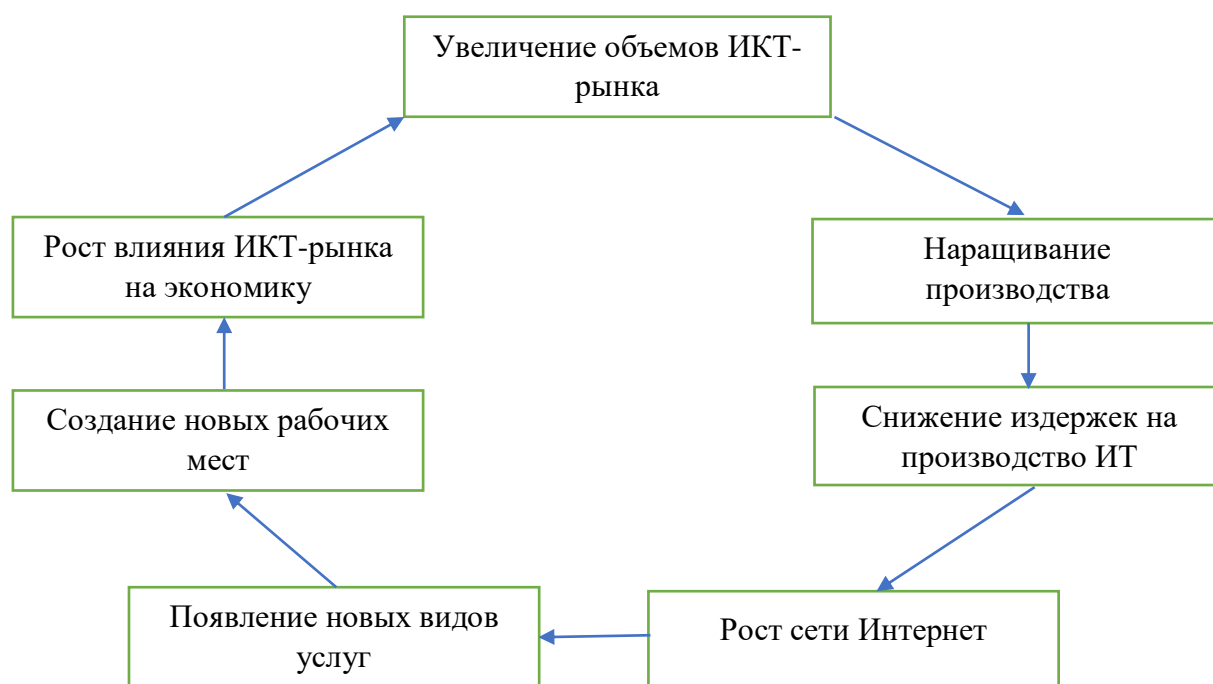 Увеличение объемов ИКТ-
рынка
Рост влияния ИКТ-рынка
на экономику
Наращивание
производства
Создание новых рабочих
мест
Снижение издержек на
производство ИТ
Появление новых видов
услуг
Рост сети Интернет